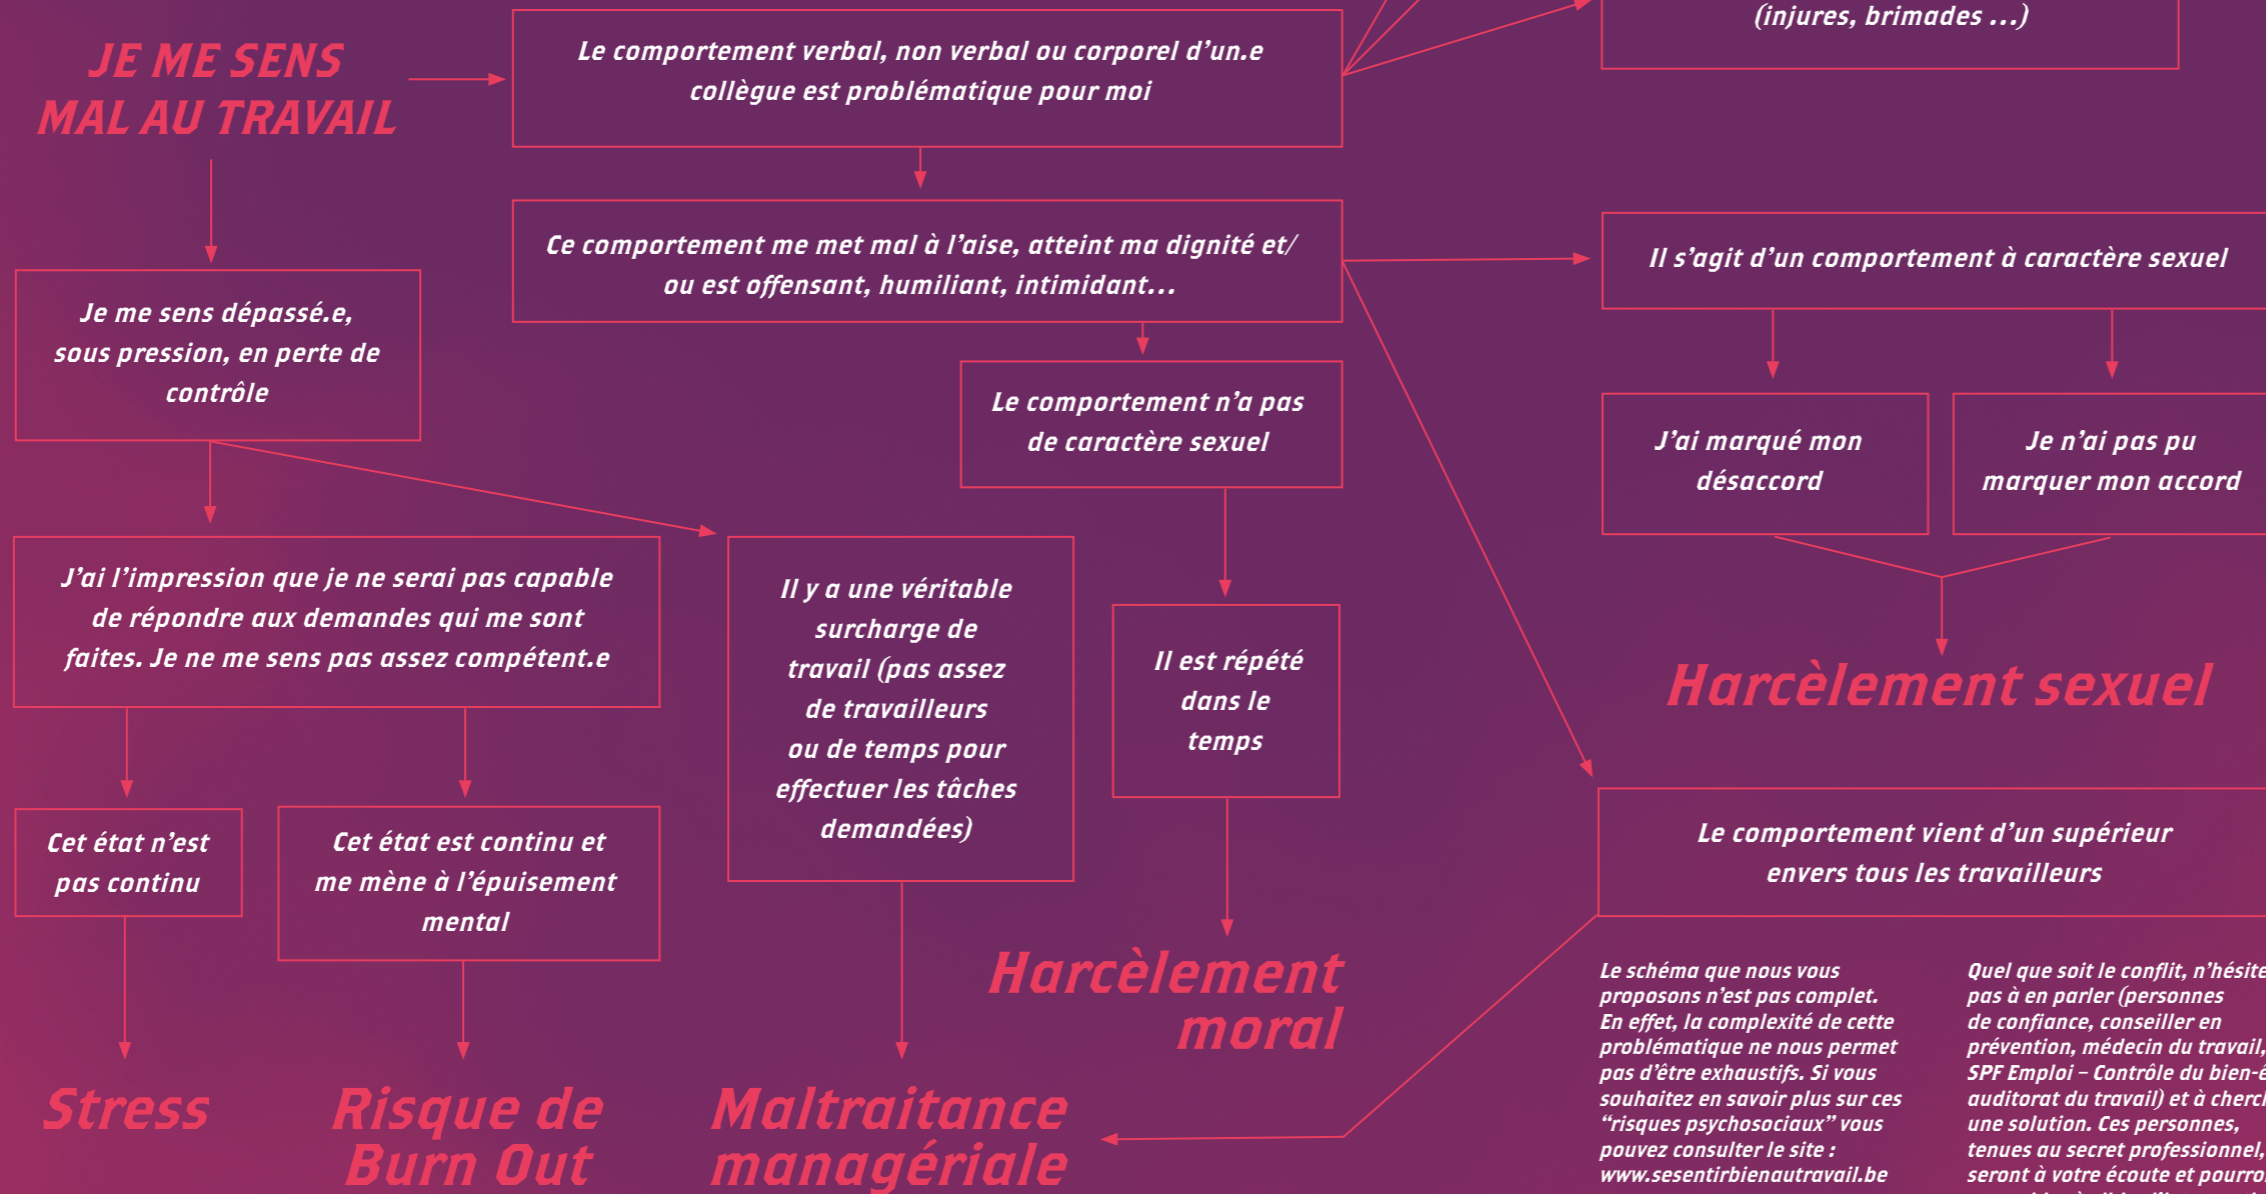 (injures, brimades ...)
JE ME SENS
MAL AU TRAVAIL
Le comportement verbal, non verbal ou corporel d’un.e
collègue est problématique pour moi
Ce comportement me met mal à l’aise, atteint ma dignité et/
ou est offensant, humiliant, intimidant...
Il s’agit d’un comportement à caractère sexuel
Je me sens dépassé.e,
sous pression, en perte de
contrôle
Le comportement n’a pas
de caractère sexuel
J’ai marqué mon
désaccord
Je n’ai pas pu
marquer mon accord
J’ai l’impression que je ne serai pas capable
de répondre aux demandes qui me sont
faites. Je ne me sens pas assez compétent.e
Il y a une véritable
surcharge de
travail (pas assez
de travailleurs
ou de temps pour
effectuer les tâches
demandées)
Il est répété
dans le
temps
Harcèlement sexuel
Cet état n’est
pas continu
Cet état est continu et
me mène à l’épuisement
mental
Le comportement vient d’un supérieur
envers tous les travailleurs
Harcèlement
moral
Stress
Risque de
Burn Out
Maltraitance
managériale
Le schéma que nous vous
proposons n’est pas complet.
En effet, la complexité de cette
problématique ne nous permet
pas d’être exhaustifs. Si vous
souhaitez en savoir plus sur ces
“risques psychosociaux” vous
pouvez consulter le site :
www.sesentirbienautravail.be
Quel que soit le conflit, n’hésite
pas à en parler (personnes
de confiance, conseiller en
prévention, médecin du travail,
SPF Emploi – Contrôle du bien-ê
auditorat du travail) et à cherch
une solution. Ces personnes,
tenues au secret professionnel,
seront à votre écoute et pourro